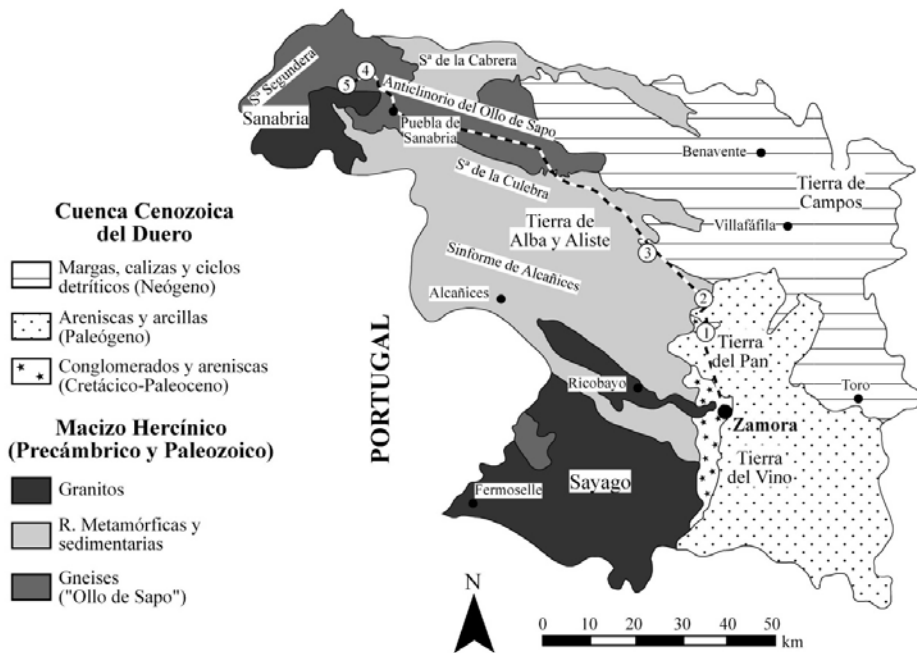 Sª Segundera
Sanabria
5
4
Sª de la Cabrera
Anticlinorio del Ollo de Sapo
Puebla de
Sanabria
Sª de la Culebra
Benavente
Tierra de
Campos
Villafáfila
Tierra de
Alba y Aliste
3
Sinforme de Alcañices
Alcañices
2
1
Tierra
del Pan
Ricobayo
Toro
Zamora
Tierra
del Vino
Sayago
Fermoselle
PORTUGAL
Cuenca Cenozoica
del Duero
Margas, calizas y ciclos
detríticos (Neógeno)
Areniscas y arcillas
(Paleógeno)
Conglomerados y areniscas
(Cretácico-Paleoceno)
Macizo Hercínico
(Precámbrico y Paleozoico)
Granitos
R. Metamórficas y
sedimentarias
Gneises
("Ollo de Sapo")
N
0 10 20 30 40 50
km